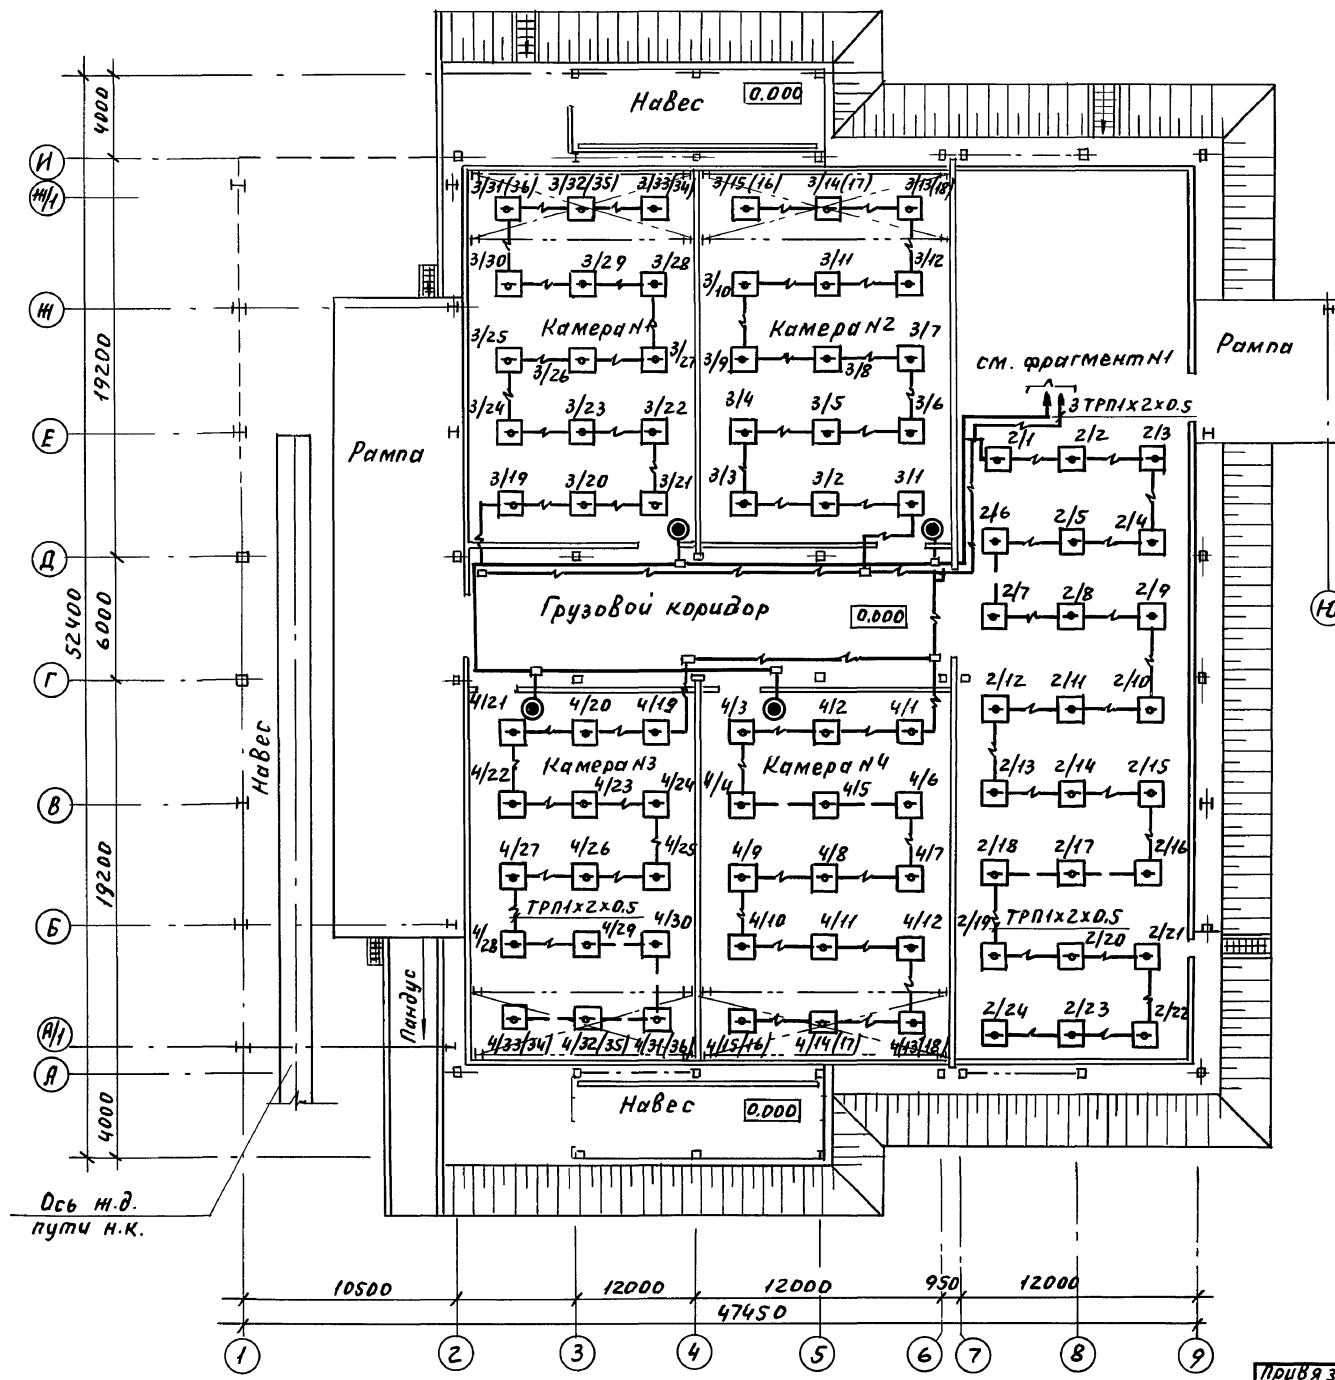 Навес 0.000
4000
И
Ж/1
3/31(36) 3/32(35) 3/33(34) 3/15(16) 3/14(17) 3/13(18)
3/30 3/29 3/28 3/10 3/11 3/12
Ж
Камера N1 Камера N2
3/25 3/26 3/27 3/9 3/8 3/7
Рампа
19200
см. фрагмент N1
3 ТРП1х2х0.5
3/24 3/23 3/22 3/4 3/5 3/6
Е
Рампа
2/1 2/2 2/3
3/19 3/20 3/21 3/3 3/2 3/1
2/6 2/5 2/4
Д
52400
6000
Грузовой коридор 0.000
2/7 2/8 2/9
Г
2/12 2/11 2/10
4/21 4/20 4/19 4/3 4/2 4/1
Навес
Камера N3 Камера N4
4/22 4/23 4/24 4/4 4/5 4/6
2/13 2/14 2/15
В
19200
4/27 4/26 4/25 4/9 4/8 4/7
2/18 2/17 2/16
ТРП1х2х0.5
ТРП1х2х0.5
Б
4/28 4/29 4/30 4/10 4/11 4/12
2/19 2/20 2/21
Пандус
2/24 2/23 2/22
А/1
4/33(34) 4/32(35) 4/31(36) 4/15(16) 4/14(17) 4/13(18)
А
4000
Навес 0.000
Ось ж.д.
пути н.к.
10500 12000 12000 950 12000
47450
1 2 3 4 5 6 7 8 9